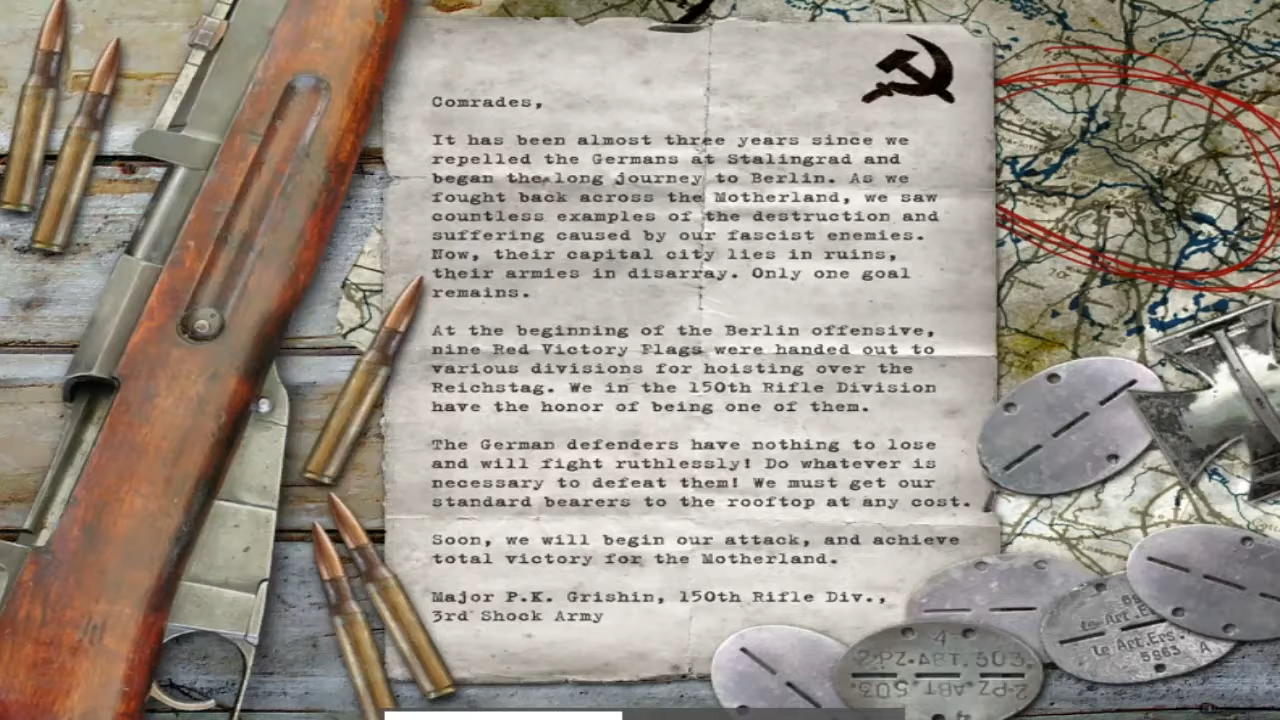 Comrades,
It has been almost three years since we
repelled the Germans at Stalingrad and
began the long journey to Berlin. As we
fought back across the Motherland, we saw
countless examples of the destruction and
suffering caused by our fascist enemies.
Now, their capital city lies in ruins,
their armies in disarray. Only one goal
remains.
At the beginning of the Berlin offensive,
nine Red Victory Flags were handed out to
various divisions for hoisting over the
Reichstag. We in the 150th Rifle Division
have the honor of being one of them.
The German defenders have nothing to lose
and will fight ruthlessly! Do whatever is
necessary to defeat them! We must get our
standard bearers to the rooftop at any cost.
Soon, we will begin our attack, and achieve
total victory for the Motherland.
Major P.K. Grishin, 150th Rifle Div.,
3rd Shock Army
le Art.Ers.
5963 A
4
2-PZ.ABT.503.
2-PZ.ABT.503.
4